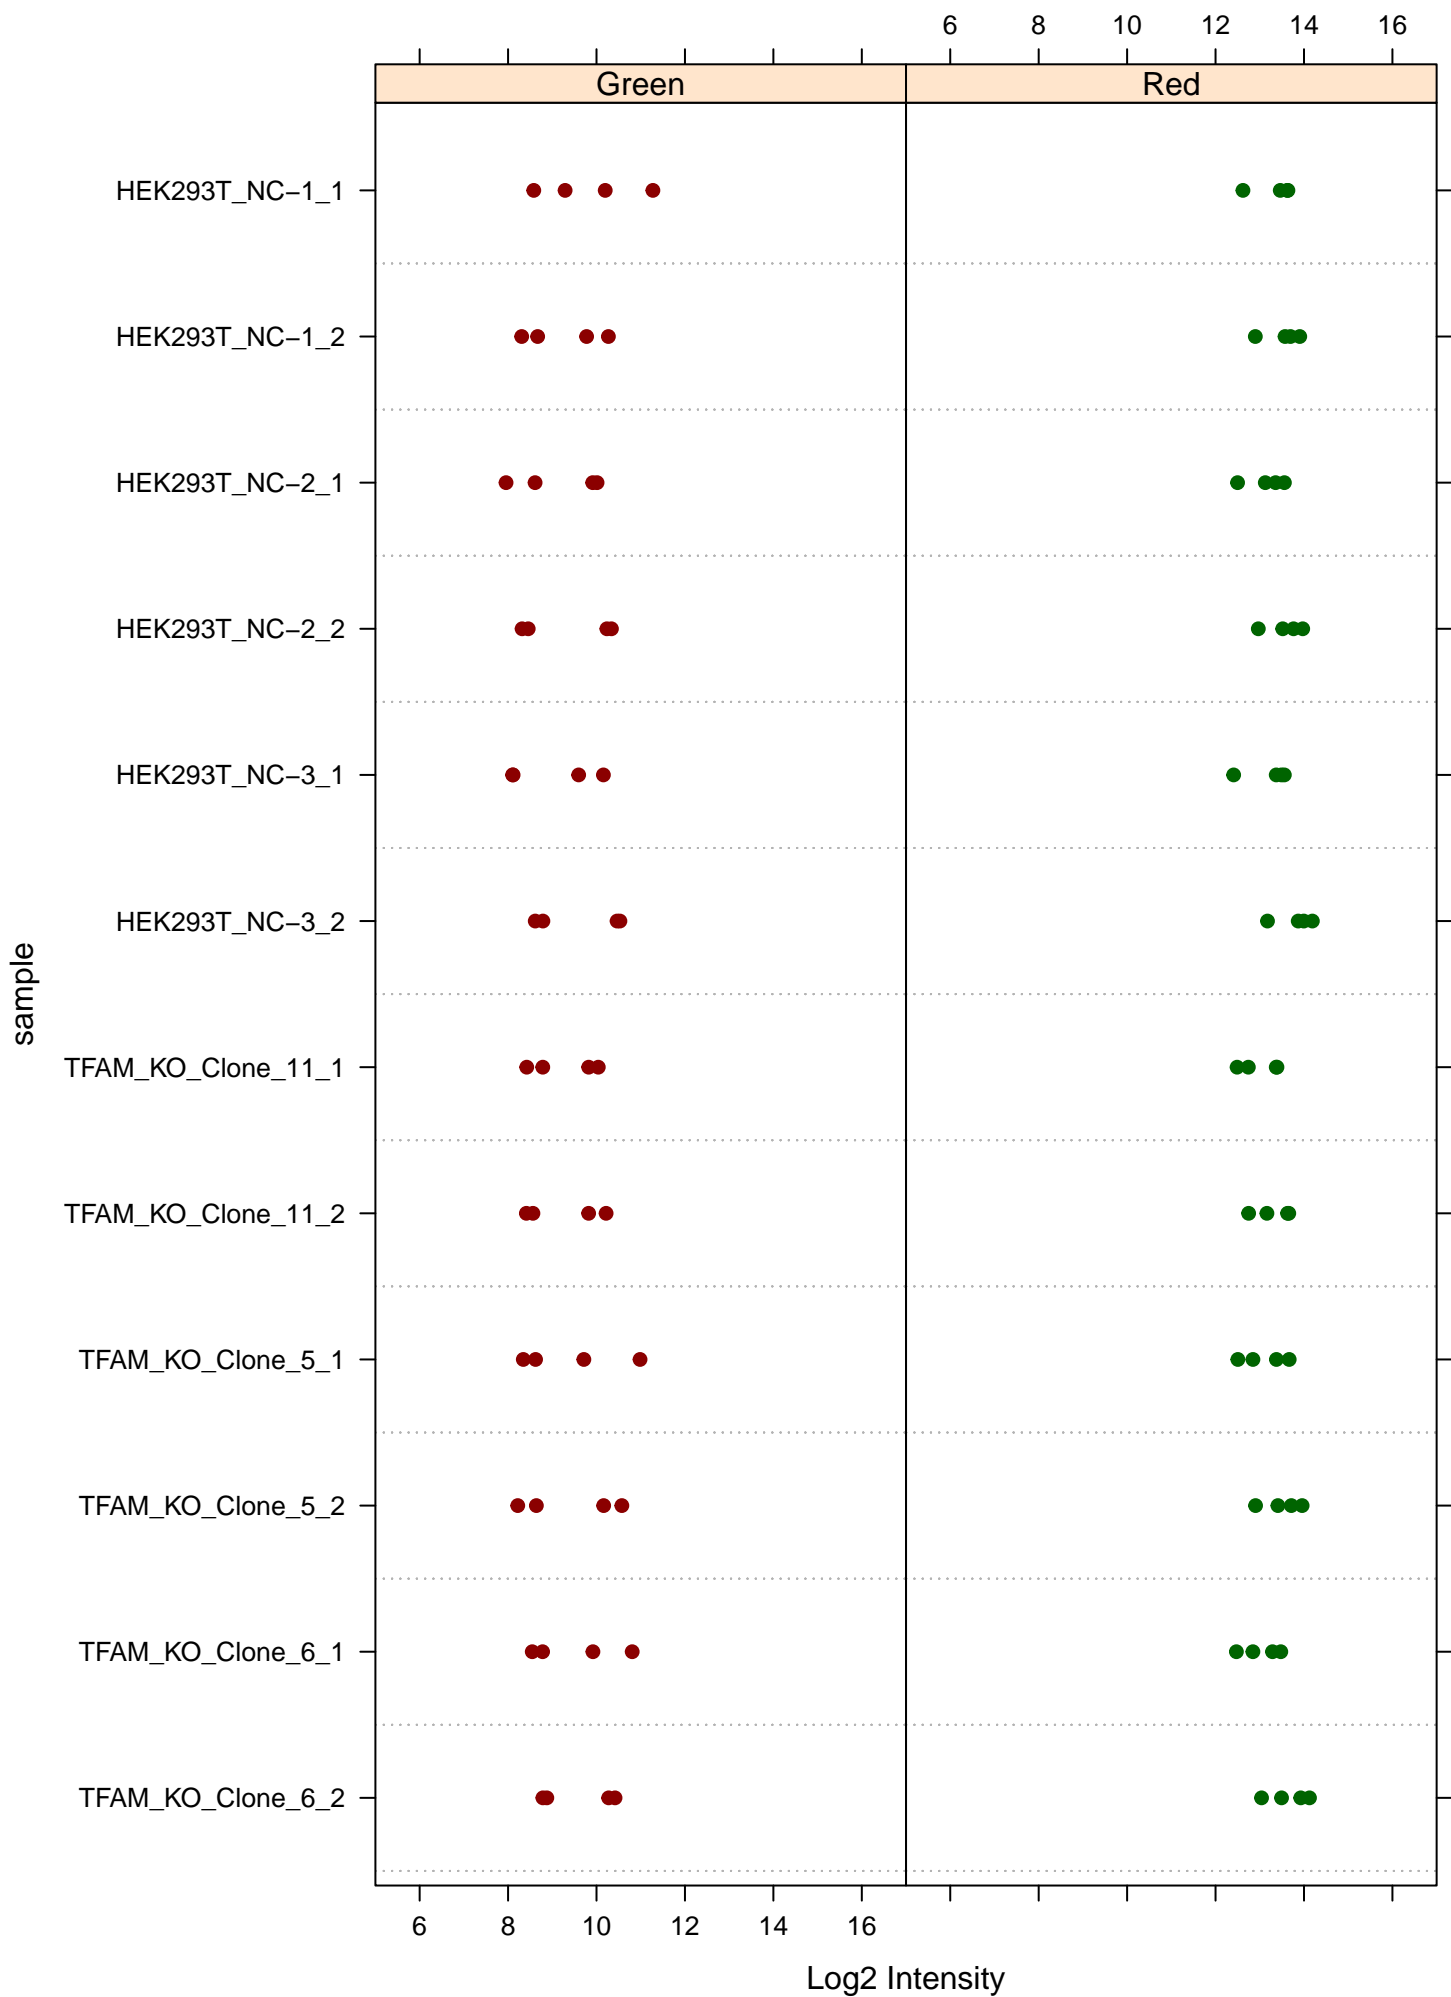 6 8 10 12 14 16
Green Red
HEK293T_NC−1_1
HEK293T_NC−1_2
HEK293T_NC−2_1
HEK293T_NC−2_2
HEK293T_NC−3_1
HEK293T_NC−3_2
sample
TFAM_KO_Clone_11_1
TFAM_KO_Clone_11_2
TFAM_KO_Clone_5_1
TFAM_KO_Clone_5_2
TFAM_KO_Clone_6_1
TFAM_KO_Clone_6_2
6 8 10 12 14 16
Log2 Intensity